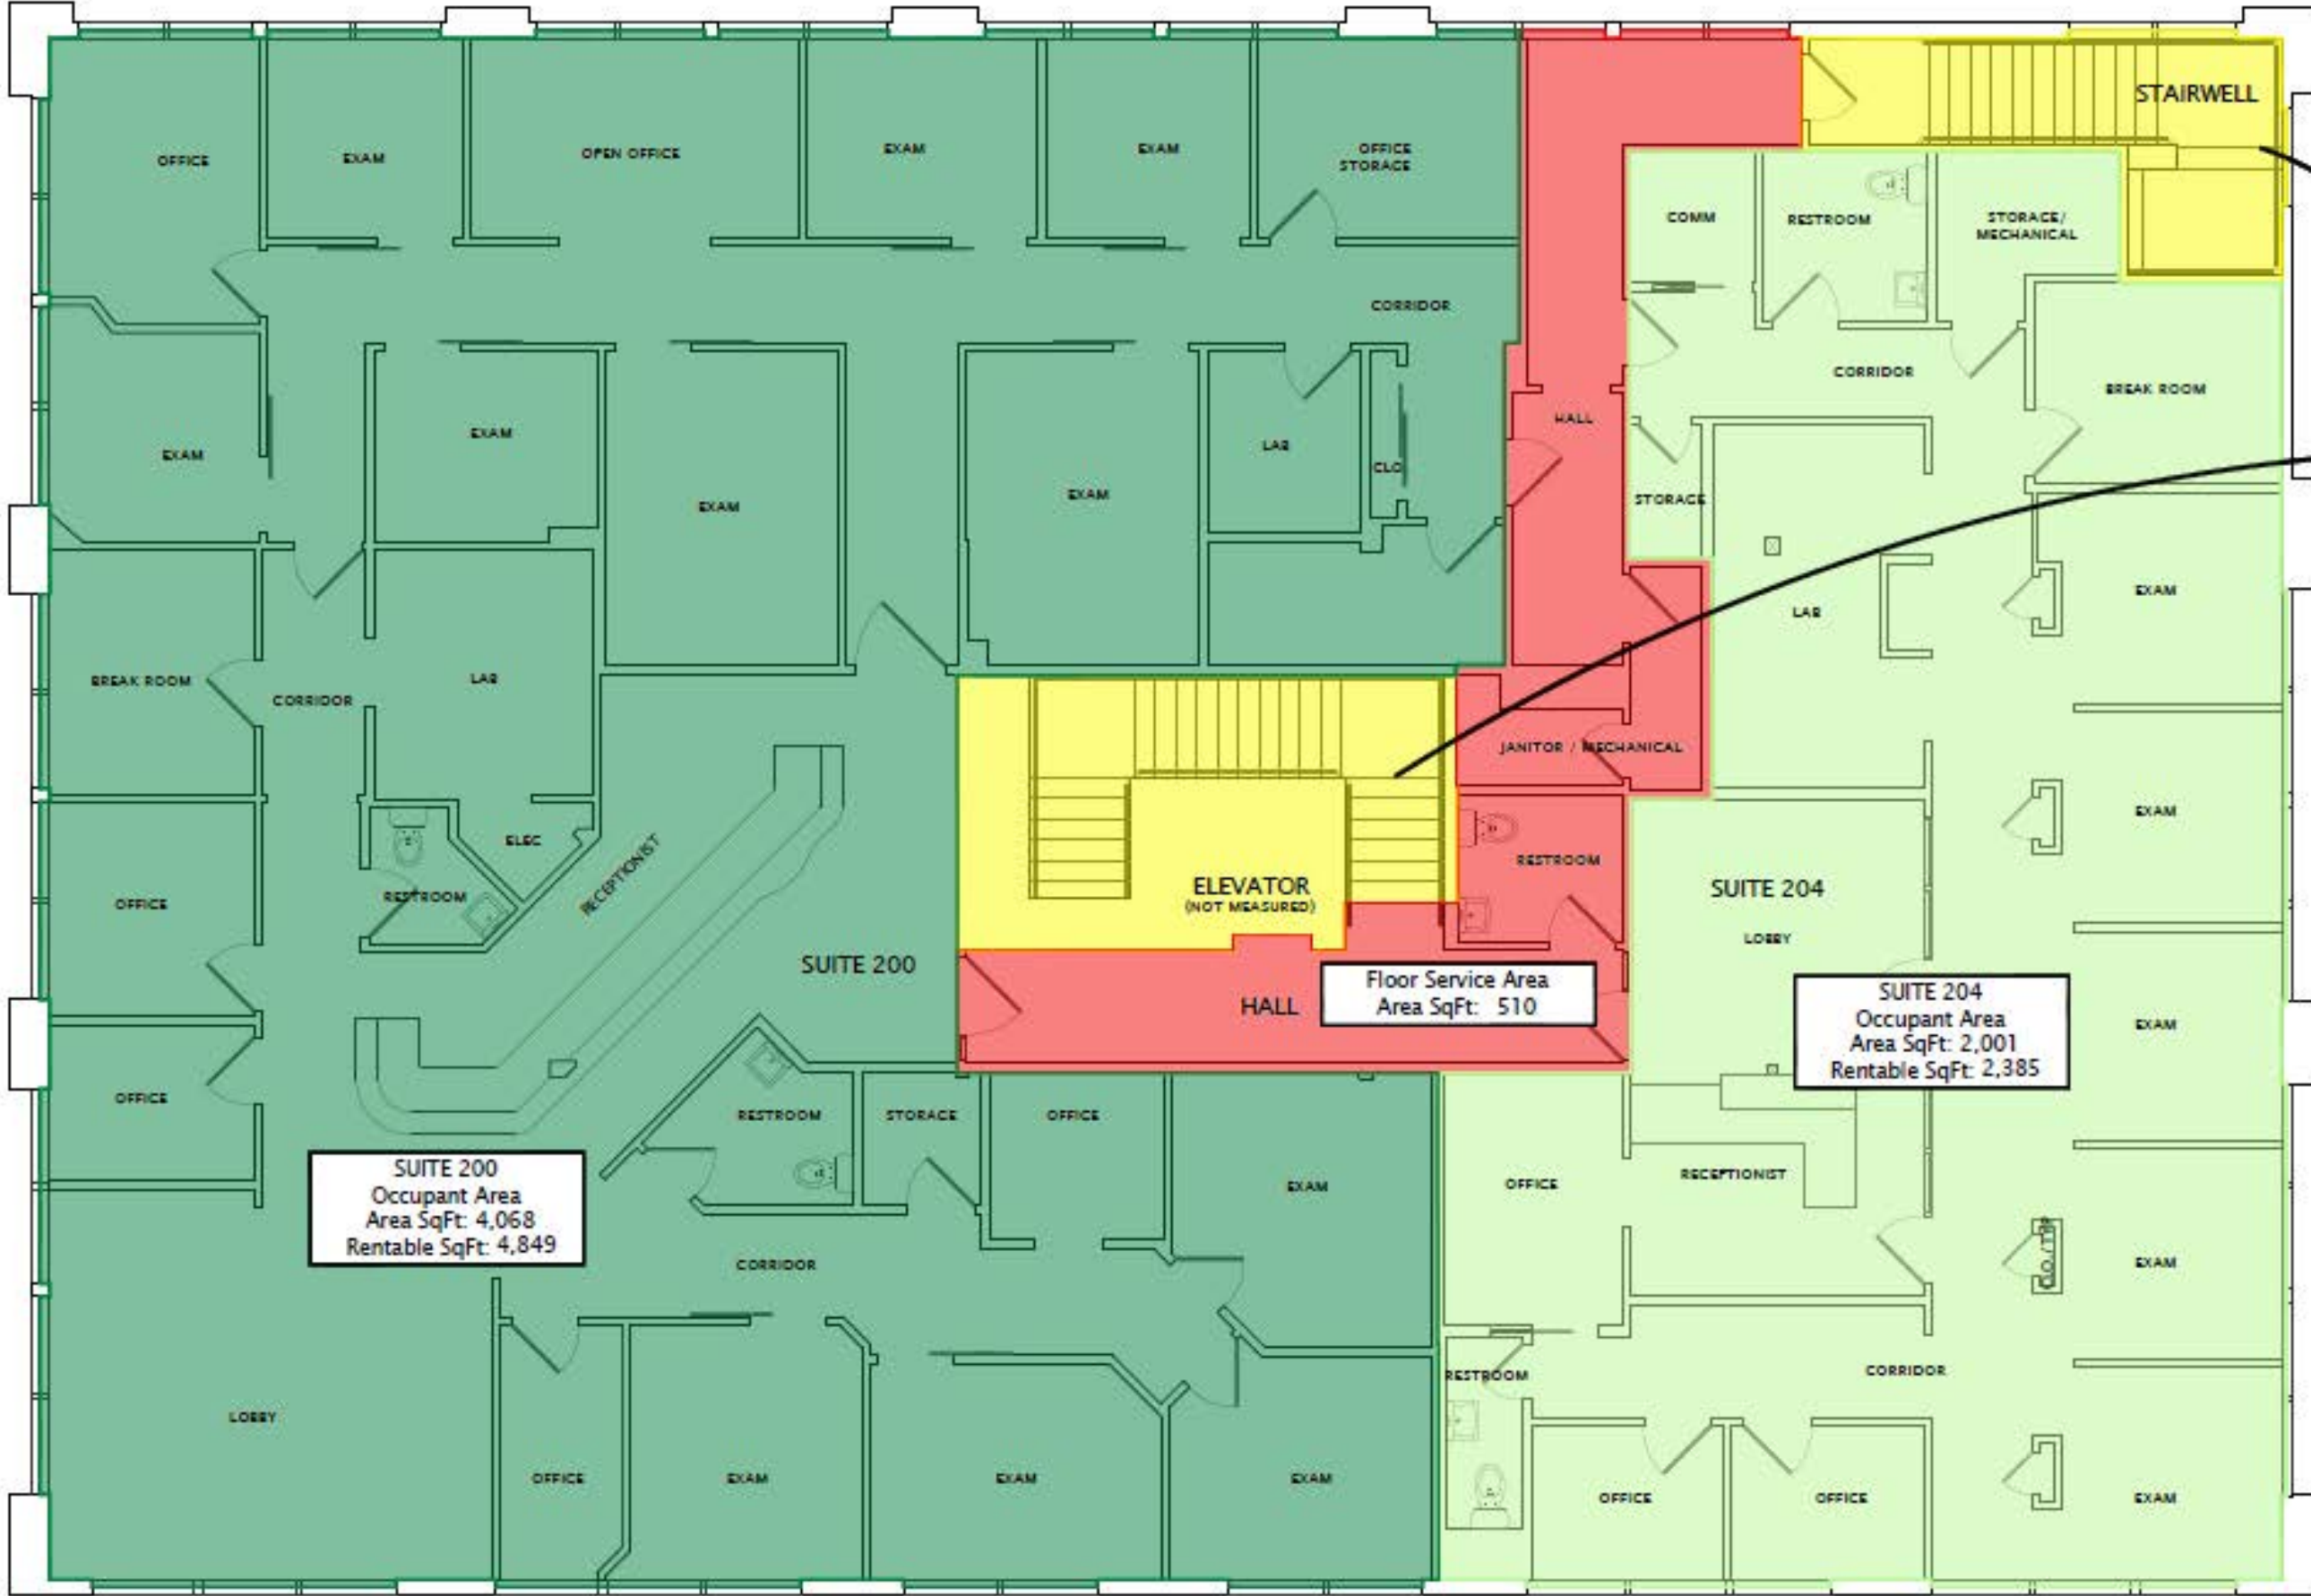 STAIRWELL
OFFICE
EXAM
OPEN OFFICE
EXAM
EXAM
OFFICE
STORAGE
COMM
RESTROOM
STORAGE/
MECHANICAL
CORRIDOR
CORRIDOR
BREAK ROOM
HALL
EXAM
EXAM
EXAM
EXAM
LAB
CLO
STORAGE
EXAM
LAB
BREAK ROOM
CORRIDOR
LAB
JANITOR / MECHANICAL
EXAM
ELEC
RECEPTIONIST
RESTROOM
OFFICE
ELEVATOR
(NOT MEASURED)
RESTROOM
SUITE 204
LOBBY
SUITE 200
HALL
Floor Service Area
Area SqFt: 510
SUITE 204
Occupant Area
Area SqFt: 2,001
Rentable SqFt: 2,385
EXAM
OFFICE
RESTROOM
STORAGE
OFFICE
EXAM
OFFICE
RECEPTIONIST
SUITE 200
Occupant Area
Area SqFt: 4,068
Rentable SqFt: 4,849
CORRIDOR
EXAM
RESTROOM
CORRIDOR
LOBBY
OFFICE
EXAM
EXAM
EXAM
OFFICE
OFFICE
EXAM